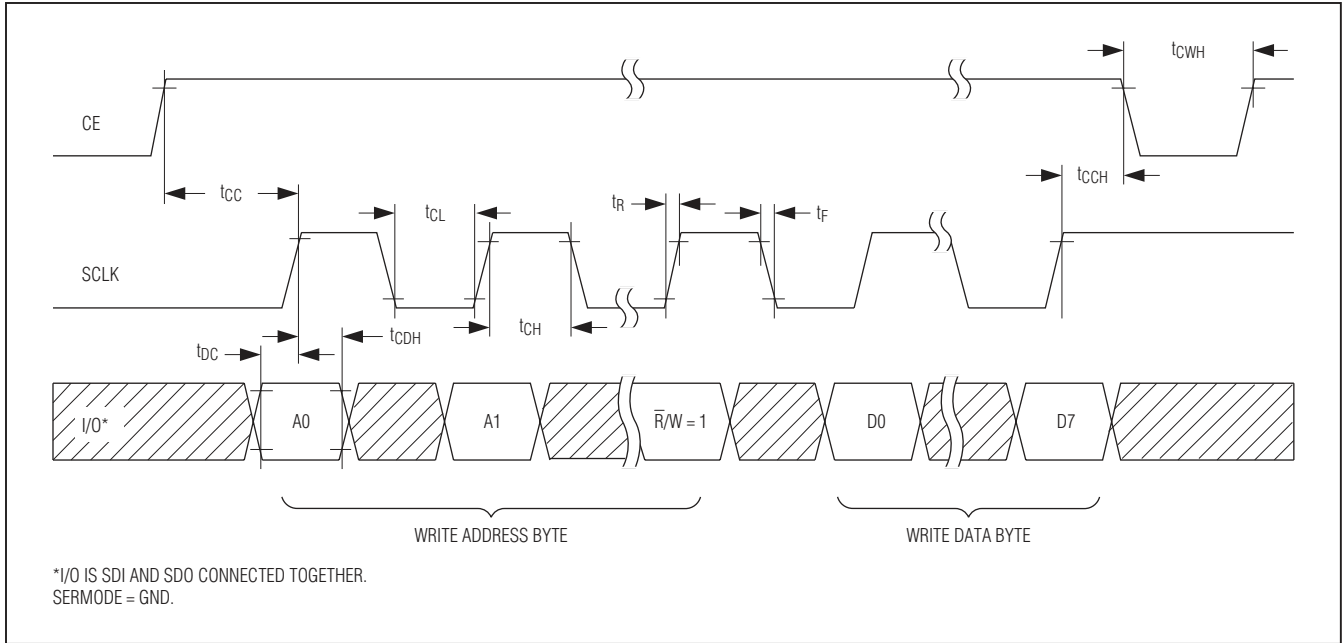 tCWH
CE
tCC
tCL
tR
tF
tCCH
SCLK
tCH
tDC
tCDH
I/O*
A0
A1
R̅/W = 1
D0
D7
WRITE ADDRESS BYTE
WRITE DATA BYTE
*I/O IS SDI AND SDO CONNECTED TOGETHER.
SERMODE = GND.